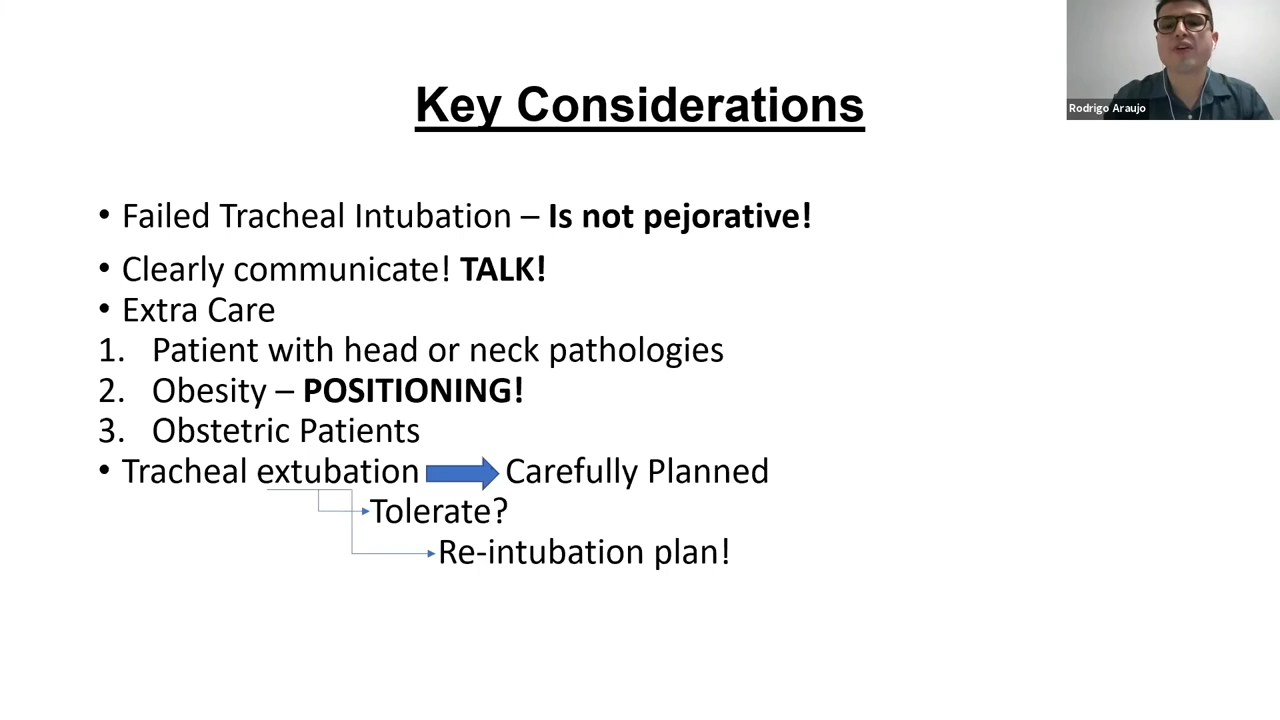 Key Considerations
Rodrigo Araujo
• Failed Tracheal Intubation – Is not pejorative!
• Clearly communicate! TALK!
• Extra Care
1. Patient with head or neck pathologies
2. Obesity – POSITIONING!
3. Obstetric Patients
• Tracheal extubation Carefully Planned
Tolerate?
Re-intubation plan!